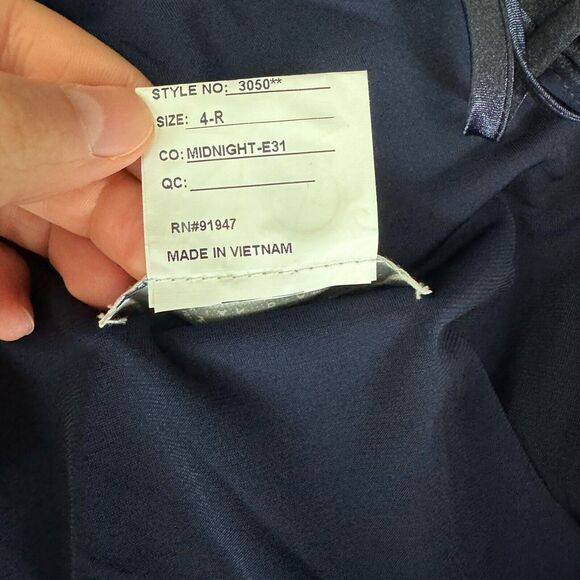 STYLE NO: 3050**
SIZE: 4-R
CO: MIDNIGHT-E31
QC:
RN#91947
MADE IN VIETNAM